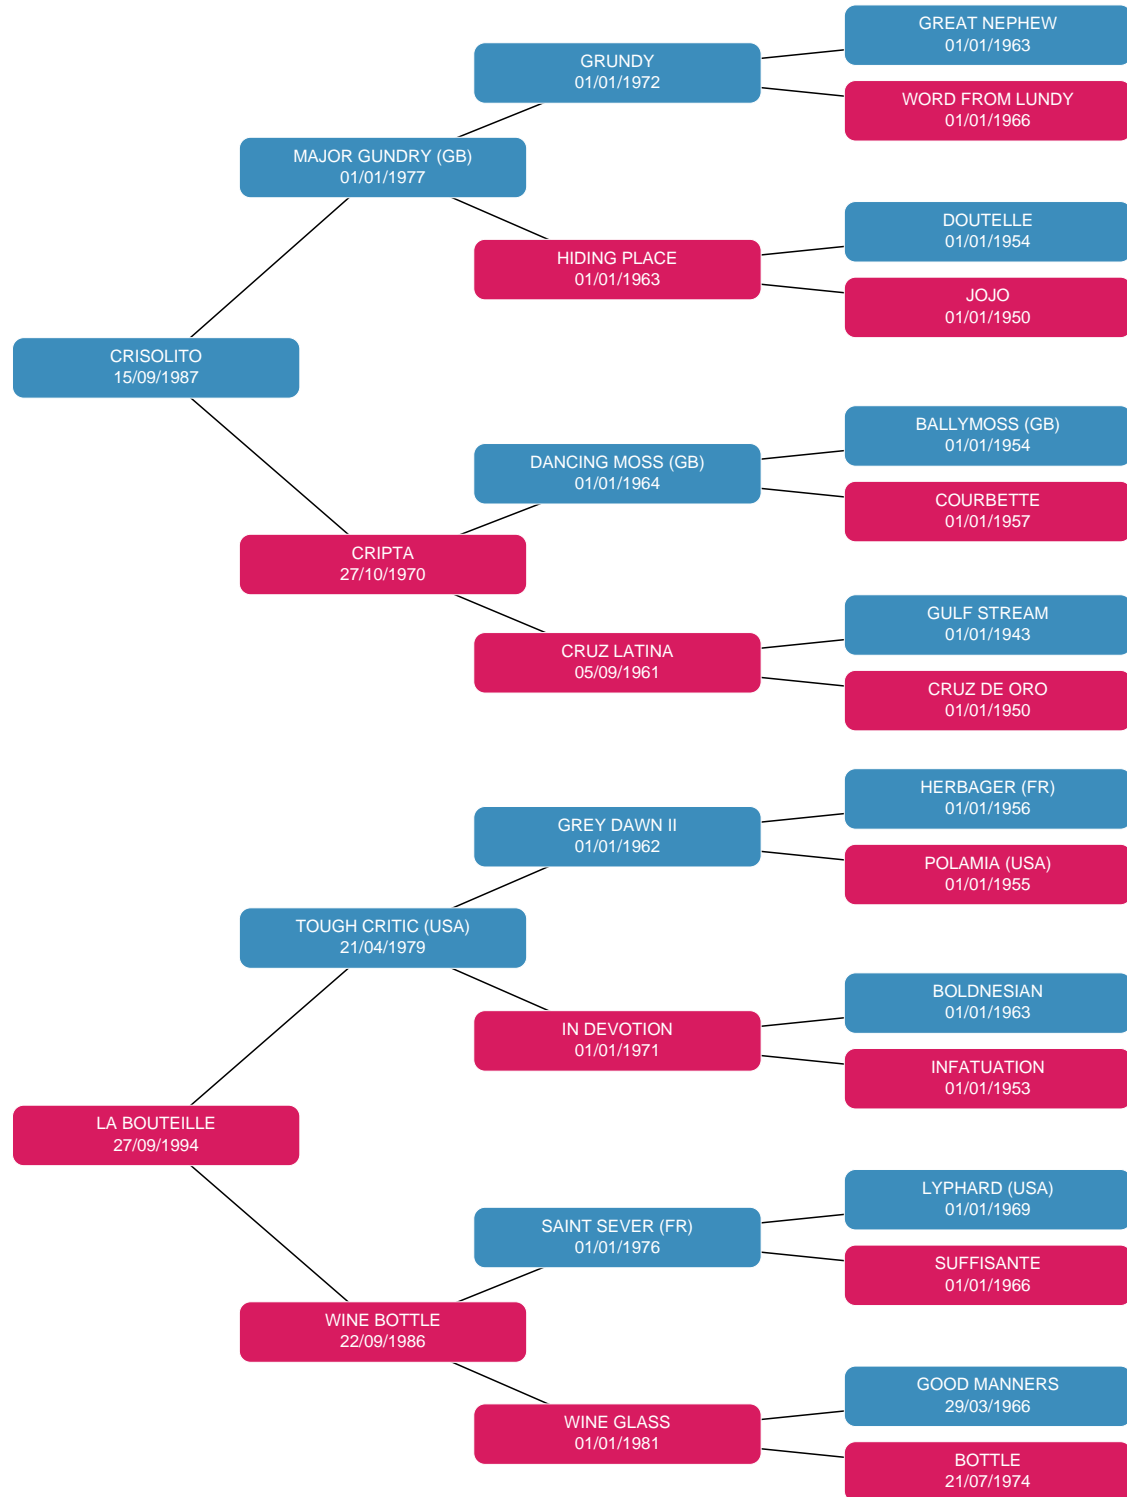 GREAT NEPHEW
01/01/1963
GRUNDY
01/01/1972
WORD FROM LUNDY
01/01/1966
MAJOR GUNDRY (GB)
01/01/1977
DOUTELLE
01/01/1954
HIDING PLACE
01/01/1963
JOJO
01/01/1950
CRISOLITO
15/09/1987
BALLYMOSS (GB)
01/01/1954
DANCING MOSS (GB)
01/01/1964
COURBETTE
01/01/1957
CRIPTA
27/10/1970
GULF STREAM
01/01/1943
CRUZ LATINA
05/09/1961
CRUZ DE ORO
01/01/1950
HERBAGER (FR)
01/01/1956
GREY DAWN II
01/01/1962
POLAMIA (USA)
01/01/1955
TOUGH CRITIC (USA)
21/04/1979
BOLDNESIAN
01/01/1963
IN DEVOTION
01/01/1971
INFATUATION
01/01/1953
LA BOUTEILLE
27/09/1994
LYPHARD (USA)
01/01/1969
SAINT SEVER (FR)
01/01/1976
SUFFISANTE
01/01/1966
WINE BOTTLE
22/09/1986
GOOD MANNERS
29/03/1966
WINE GLASS
01/01/1981
BOTTLE
21/07/1974